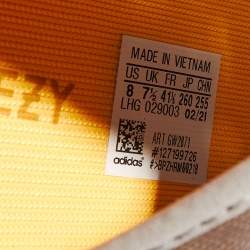 EZY
MADE IN VIETNAM
US UK FR JP CHN
8 7½ 41⅓ 260 255
LHG 029003 02/21
ART GW2871
#127199726
adidas